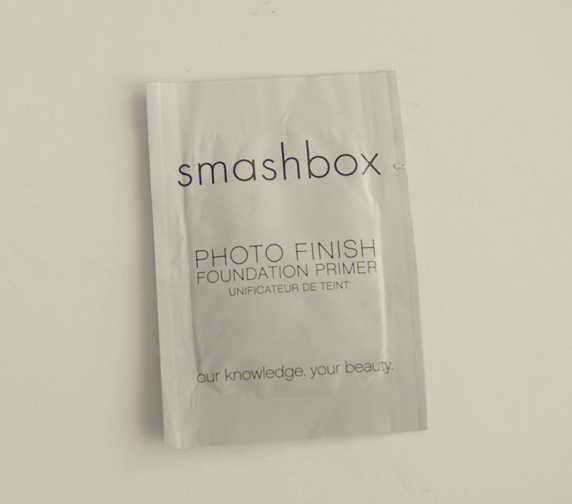 smashbox
PHOTO FINISH
FOUNDATION PRIMER
UNIFICATEUR DE TEINT
our knowledge. your beauty.